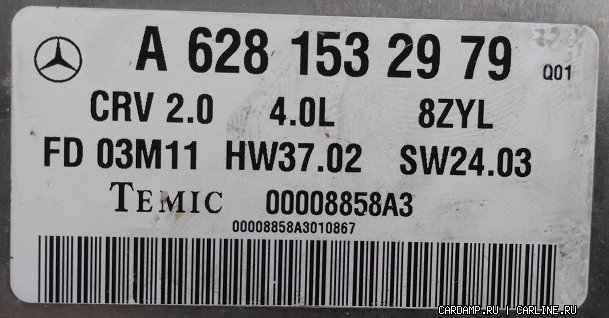 A 628 153 29 79 Q01
CRV 2.0 4.0L 8ZYL
FD 03M11 HW37.02 SW24.03
TEMIC 00008858A3
00008858A3010867
CARDAMP.RU | CARLINE.RU